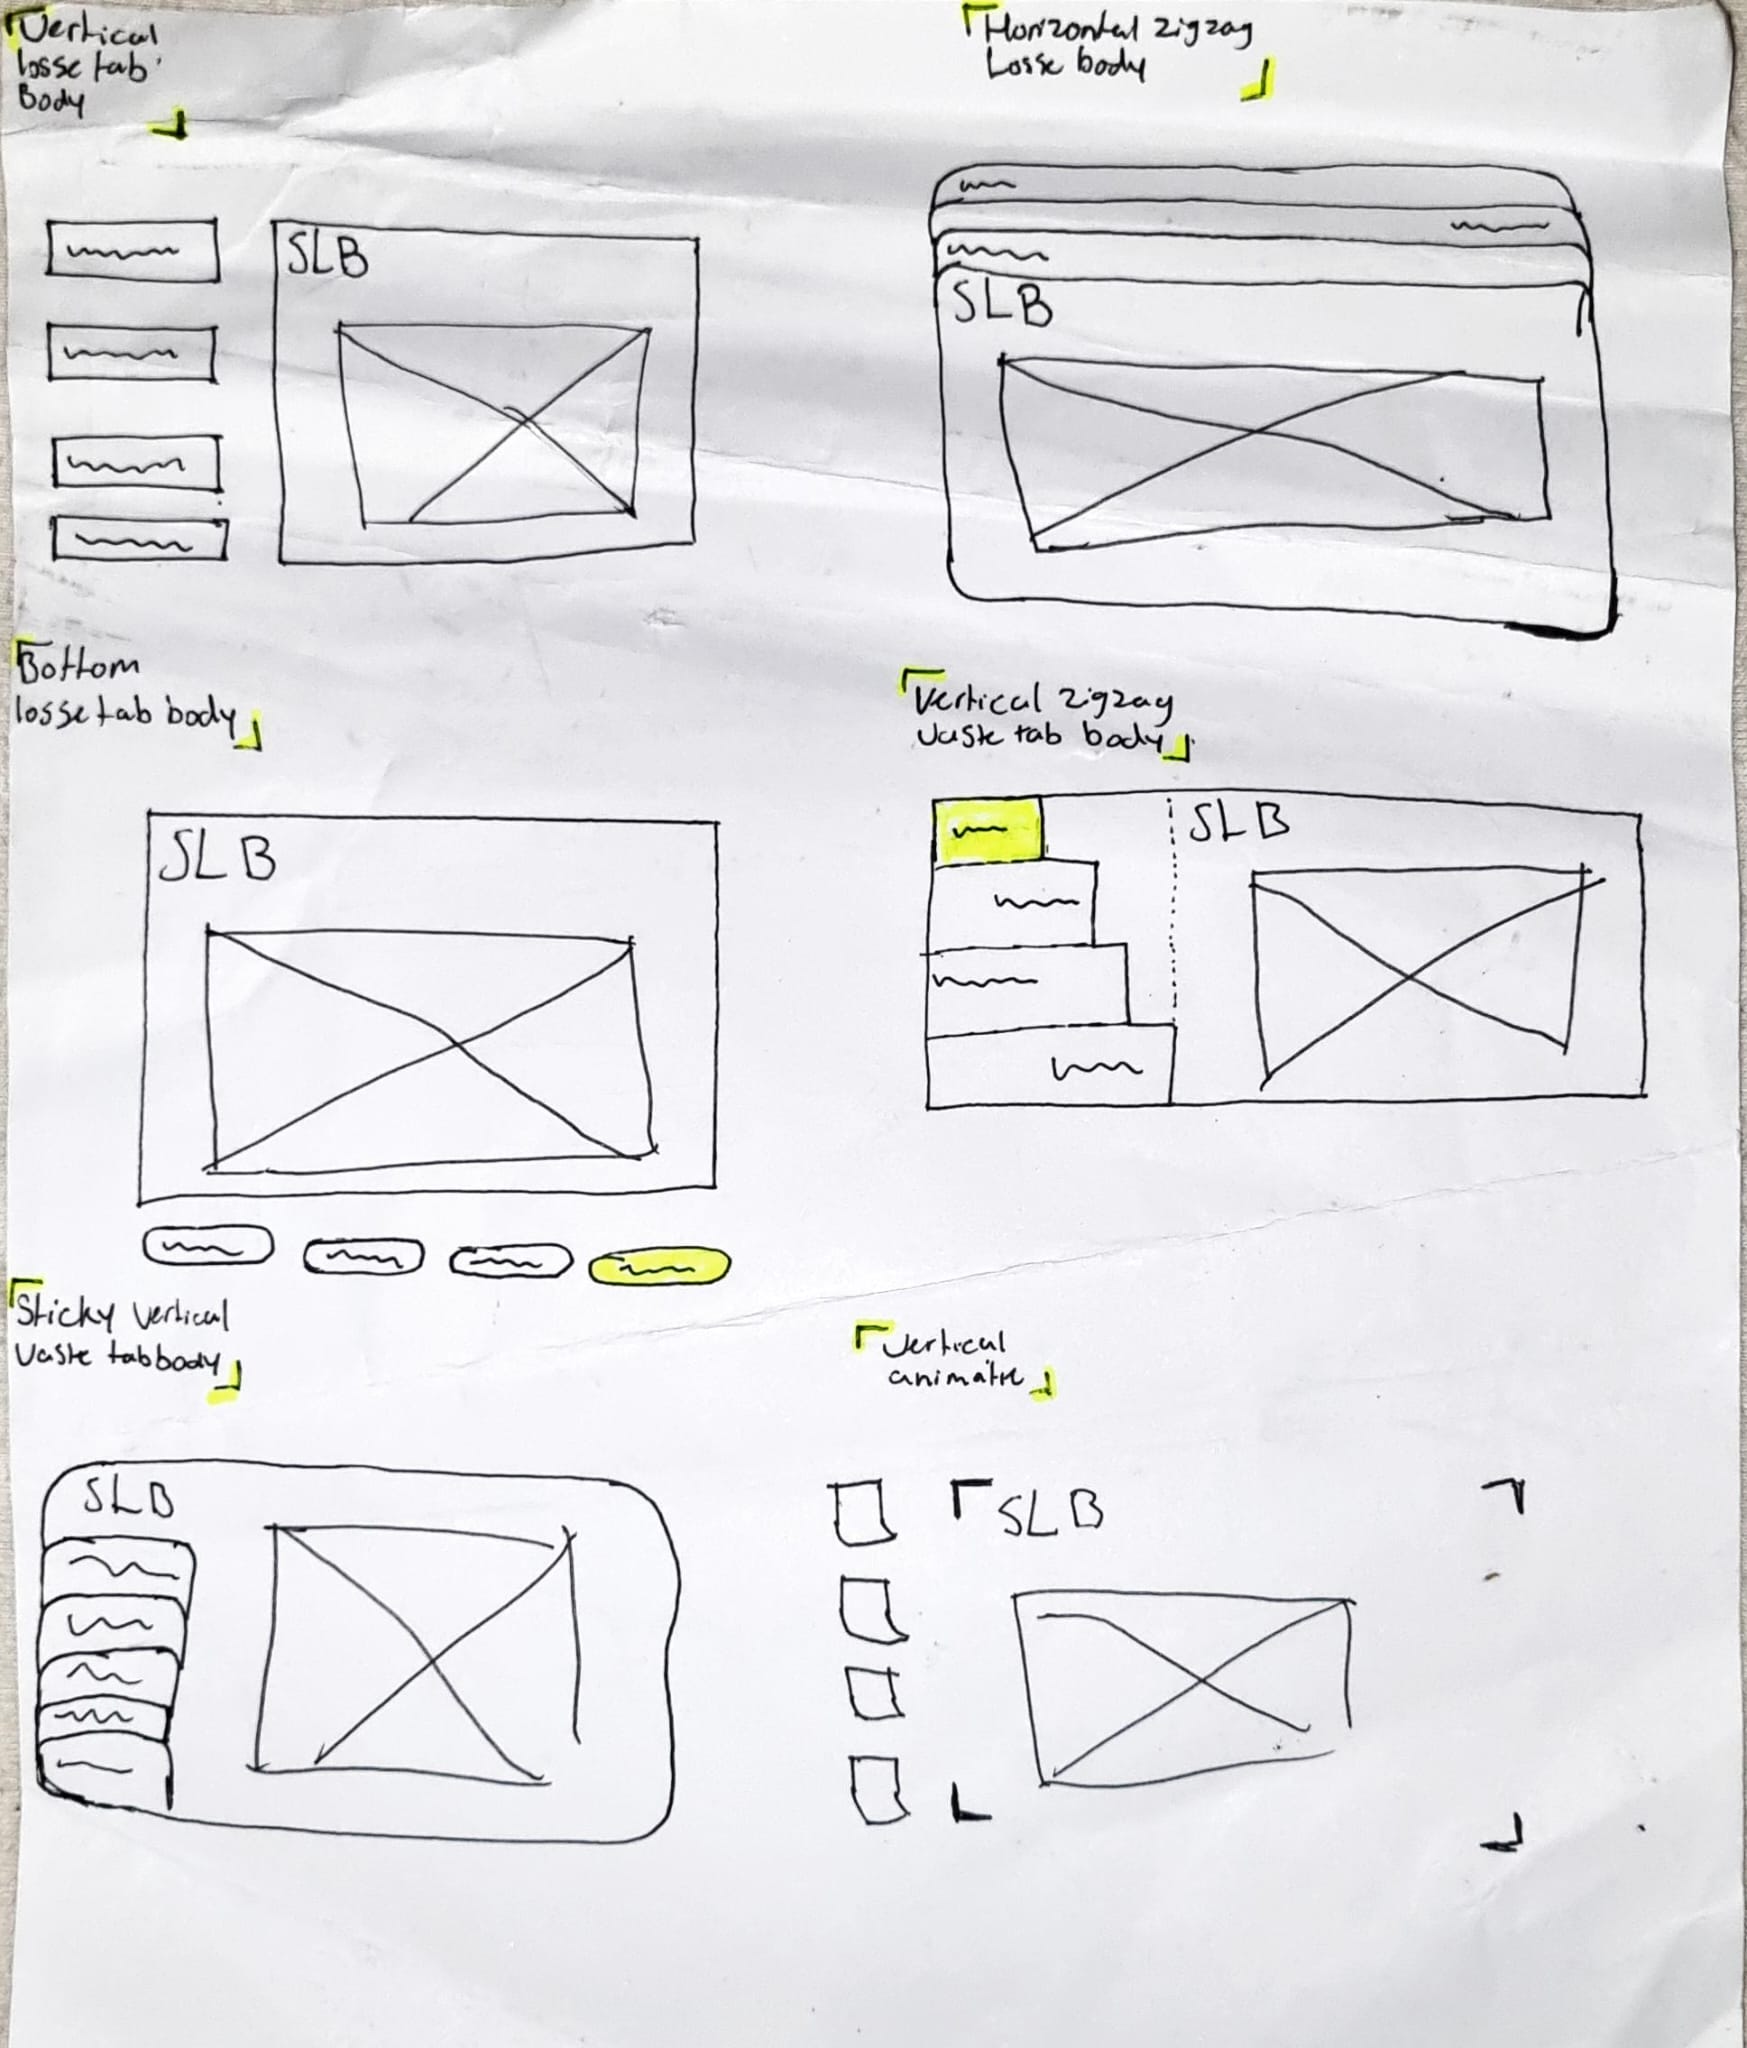 Vertical
losse tab
Body
SLB
Horizontal zigzag
Losse body
SLB
Bottom
losse tab body
SLB
Vertical zigzag
vaste tab body
SLB
Sticky vertical
vaste tabbody
SLB
Vertical
animatie
SLB